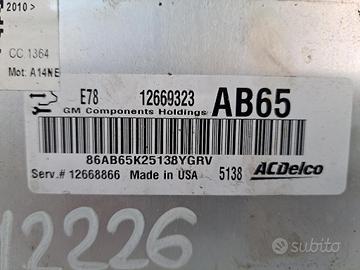 2010 >
CC 1364
Mot: A14NE
E78 12669323 AB65
GM Components Holdings
86AB65K25138YGRV
Serv.# 12668866 Made in USA 5138 ACDelco
12226
subito